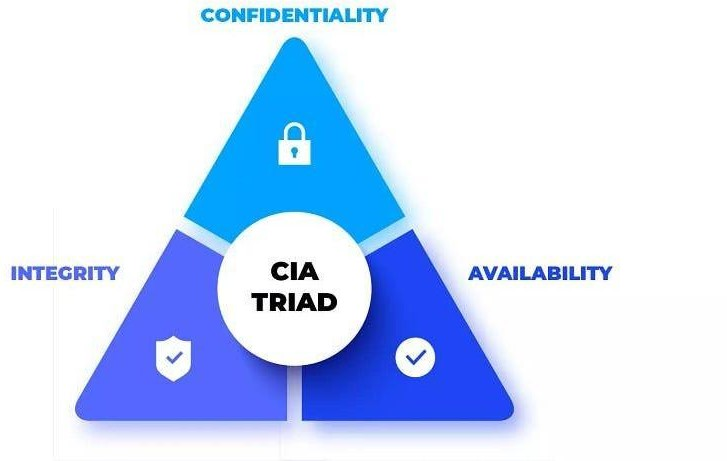 CONFIDENTIALITY
INTEGRITY
CIA
TRIAD
AVAILABILITY